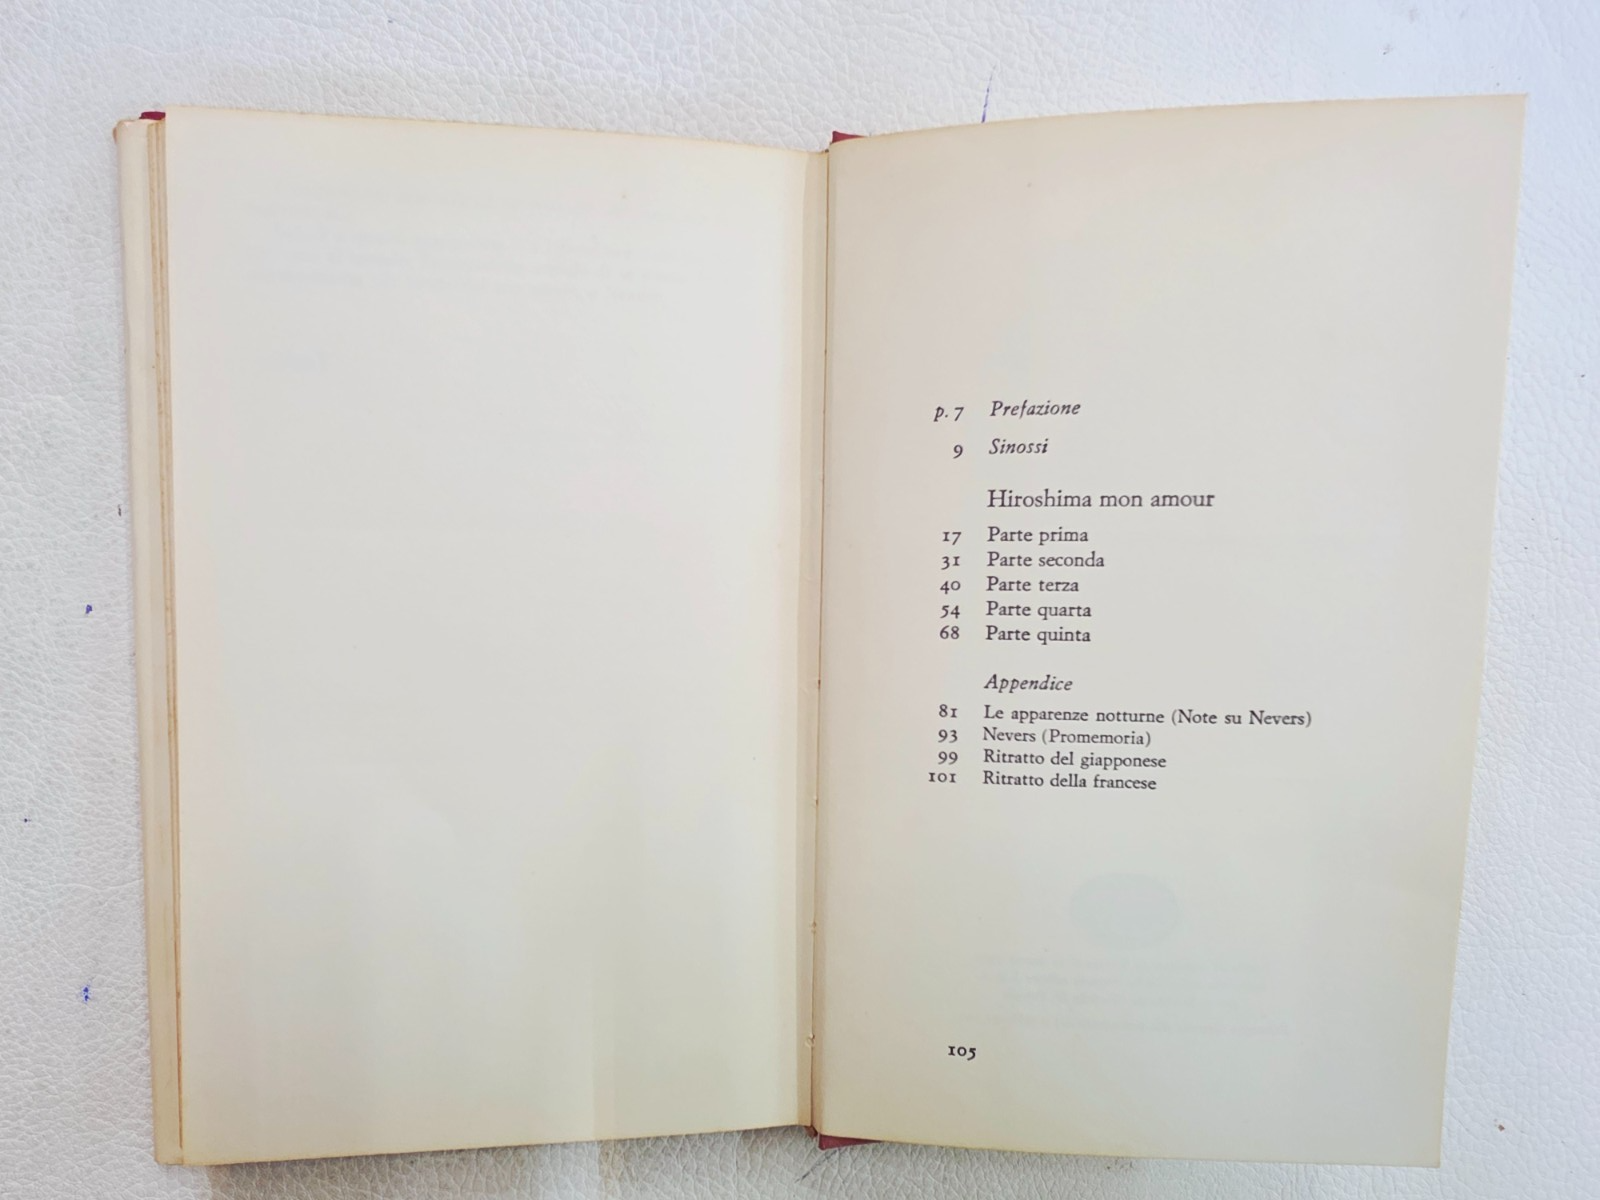 p. 7 Prefazione
9 Sinossi
Hiroshima mon amour
17 Parte prima
31 Parte seconda
40 Parte terza
54 Parte quarta
68 Parte quinta
Appendice
81 Le apparenze notturne (Note su Nevers)
93 Nevers (Promemoria)
99 Ritratto del giapponese
101 Ritratto della francese
105